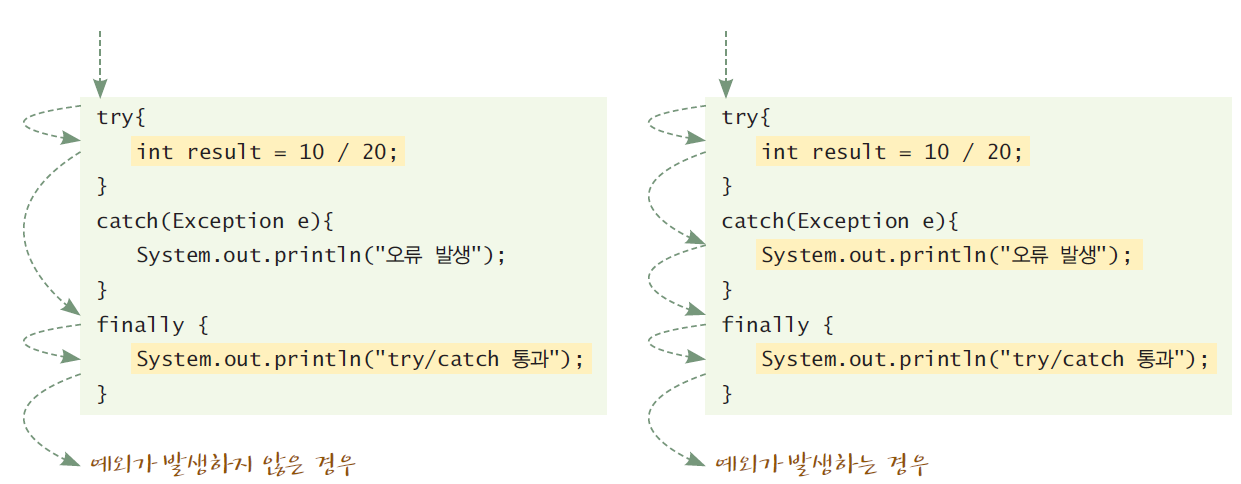 try{
int result = 10 / 20;
}
catch(Exception e){
System.out.println("오류 발생");
}
finally {
System.out.println("try/catch 통과");
}
예외가 발생하지 않은 경우
try{
int result = 10 / 20;
}
catch(Exception e){
System.out.println("오류 발생");
}
finally {
System.out.println("try/catch 통과");
}
예외가 발생하는 경우